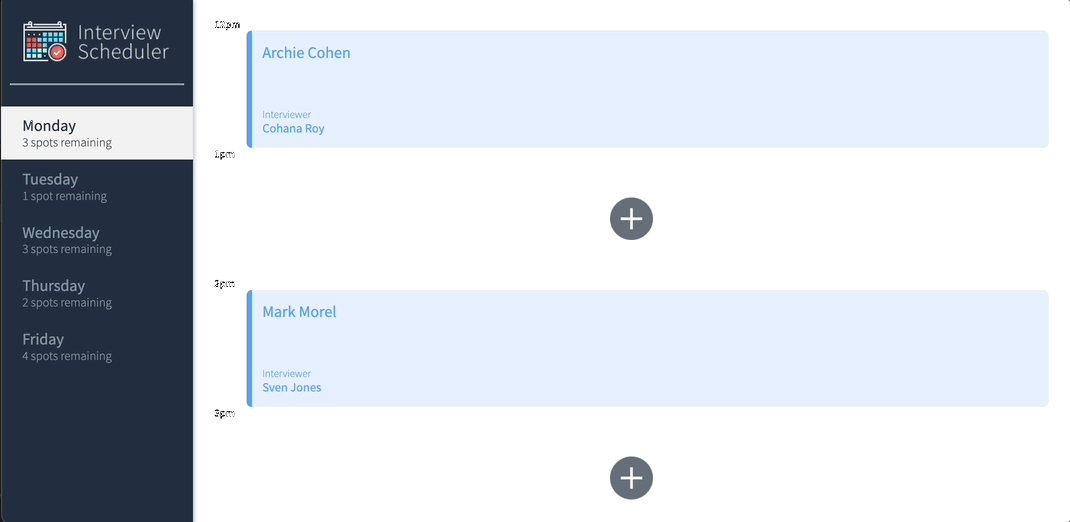 Interview
Scheduler
Monday
3 spots remaining
Tuesday
1 spot remaining
Wednesday
3 spots remaining
Thursday
2 spots remaining
Friday
4 spots remaining
12pm
Archie Cohen
Interviewer
Cohana Roy
1pm
2pm
Mark Morel
Interviewer
Sven Jones
3pm